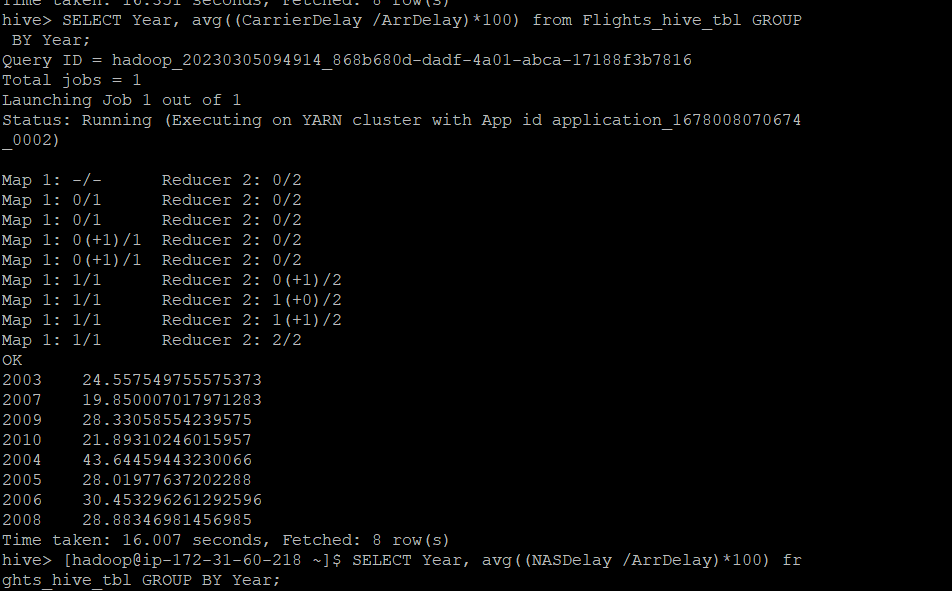 Time taken: 16.351 seconds, Fetched: 8 row(s)
hive> SELECT Year, avg((CarrierDelay /ArrDelay)*100) from Flights_hive_tbl GROUP
 BY Year;
Query ID = hadoop_20230305094914_868b680d-dadf-4a01-abca-17188f3b7816
Total jobs = 1
Launching Job 1 out of 1
Status: Running (Executing on YARN cluster with App id application_1678008070674
_0002)

Map 1: -/-      Reducer 2: 0/2
Map 1: 0/1      Reducer 2: 0/2
Map 1: 0/1      Reducer 2: 0/2
Map 1: 0(+1)/1  Reducer 2: 0/2
Map 1: 0(+1)/1  Reducer 2: 0/2
Map 1: 1/1      Reducer 2: 0(+1)/2
Map 1: 1/1      Reducer 2: 1(+0)/2
Map 1: 1/1      Reducer 2: 1(+1)/2
Map 1: 1/1      Reducer 2: 2/2
OK
2003    24.557549755575373
2007    19.850007017971283
2009    28.33058554239575
2010    21.89310246015957
2004    43.64459443230066
2005    28.01977637202288
2006    30.453296261292596
2008    28.88346981456985
Time taken: 16.007 seconds, Fetched: 8 row(s)
hive> [hadoop@ip-172-31-60-218 ~]$ SELECT Year, avg((NASDelay /ArrDelay)*100) fr
ghts_hive_tbl GROUP BY Year;